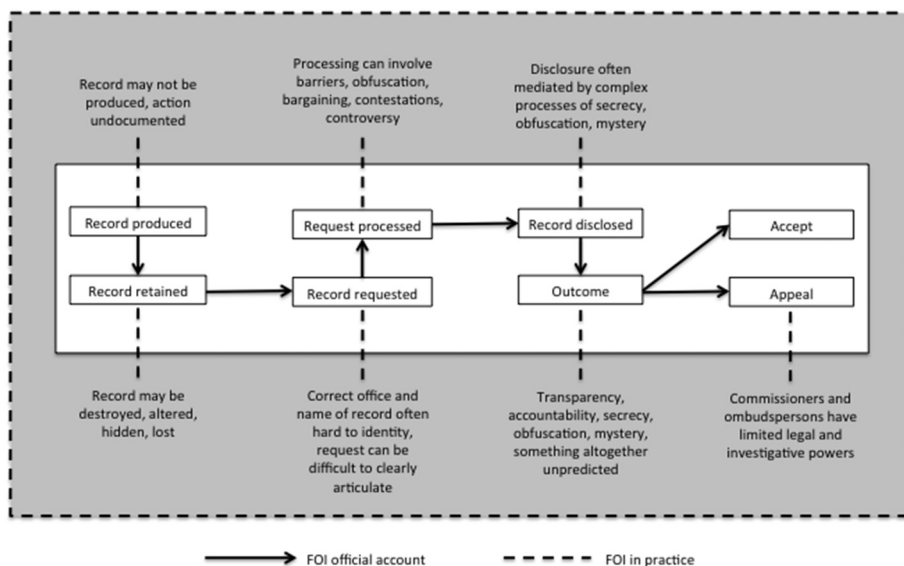 Record may not be
produced, action
undocumented
Processing can involve
barriers, obfuscation,
bargaining, contestations,
controversy
Disclosure often
mediated by complex
processes of secrecy,
obfuscation, mystery
Record produced
Request processed
Record disclosed
Accept
Record retained
Record requested
Outcome
Appeal
Record may be
destroyed, altered,
hidden, lost
Correct office and
name of record often
hard to identity,
request can be
difficult to clearly
articulate
Transparency,
accountability, secrecy,
obfuscation, mystery,
something altogether
unpredicted
Commissioners and
ombudspersons have
limited legal and
investigative powers
FOI official account
FOI in practice